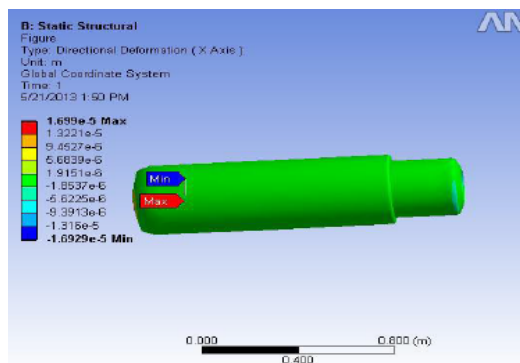 B: Static Structural
Figure
Type: Directional Deformation ( X Axis )
Unit: m
Global Coordinate System
Time: 1
5/21/2013 1:50 PM
AN
1.699e-5 Max
1.3221e-5
9.4527e-6
5.6839e-6
1.9151e-6
-1.8537e-6
-5.6225e-6
-9.3913e-6
-1.316e-5
-1.6929e-5 Min
Min
Max
0.000
0.800 (m)
0.400